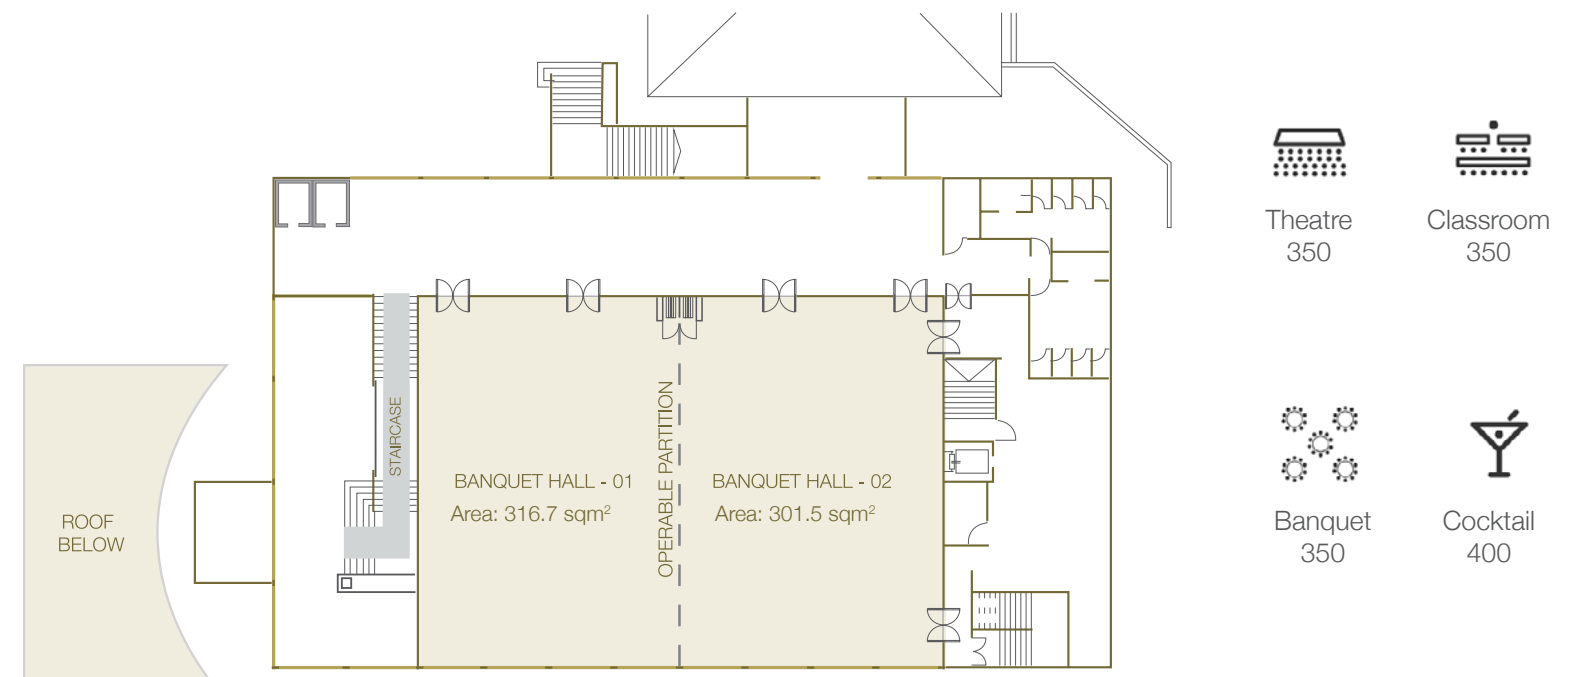 Theatre
350
Classroom
350
STAIRCASE
OPERABLE PARTITION
BANQUET HALL - 01
Area: 316.7 sqm²
BANQUET HALL - 02
Area: 301.5 sqm²
ROOF
BELOW
Banquet
350
Cocktail
400